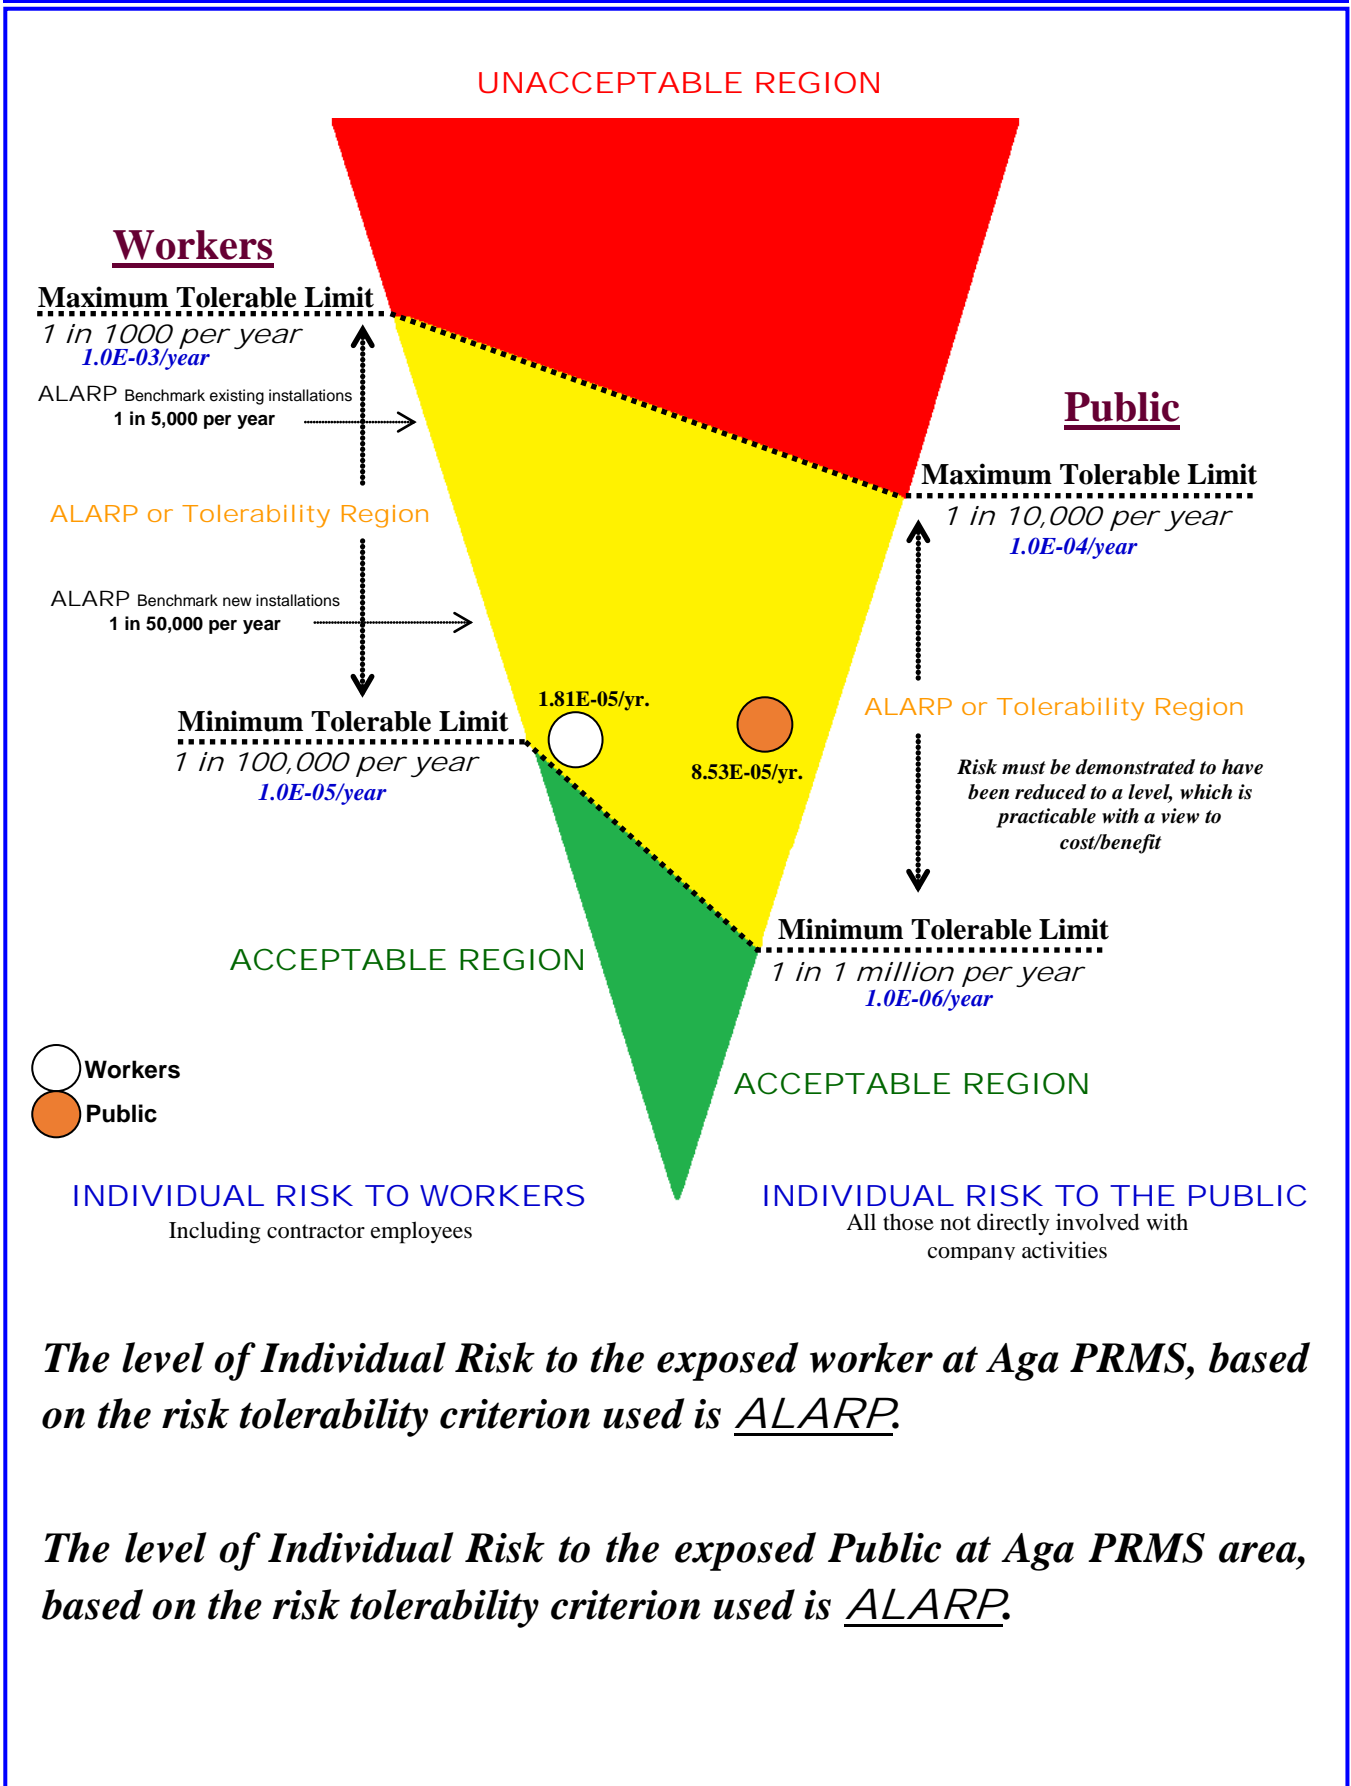 UNACCEPTABLE REGION
Workers
Maximum Tolerable Limit
1 in 1000 per year
1.0E-03/year
ALARP Benchmark existing installations
1 in 5,000 per year
ALARP or Tolerability Region
ALARP Benchmark new installations
1 in 50,000 per year
Minimum Tolerable Limit
1 in 100,000 per year
1.0E-05/year
1.81E-05/yr.
8.53E-05/yr.
Public
Maximum Tolerable Limit
1 in 10,000 per year
1.0E-04/year
ALARP or Tolerability Region
Risk must be demonstrated to have
been reduced to a level, which is
practicable with a view to
cost/benefit
Minimum Tolerable Limit
1 in 1 million per year
1.0E-06/year
ACCEPTABLE REGION
ACCEPTABLE REGION
Workers
Public
INDIVIDUAL RISK TO WORKERS
Including contractor employees
INDIVIDUAL RISK TO THE PUBLIC
All those not directly involved with
company activities
The level of Individual Risk to the exposed worker at Aga PRMS, based
on the risk tolerability criterion used is ALARP.
The level of Individual Risk to the exposed Public at Aga PRMS area,
based on the risk tolerability criterion used is ALARP.